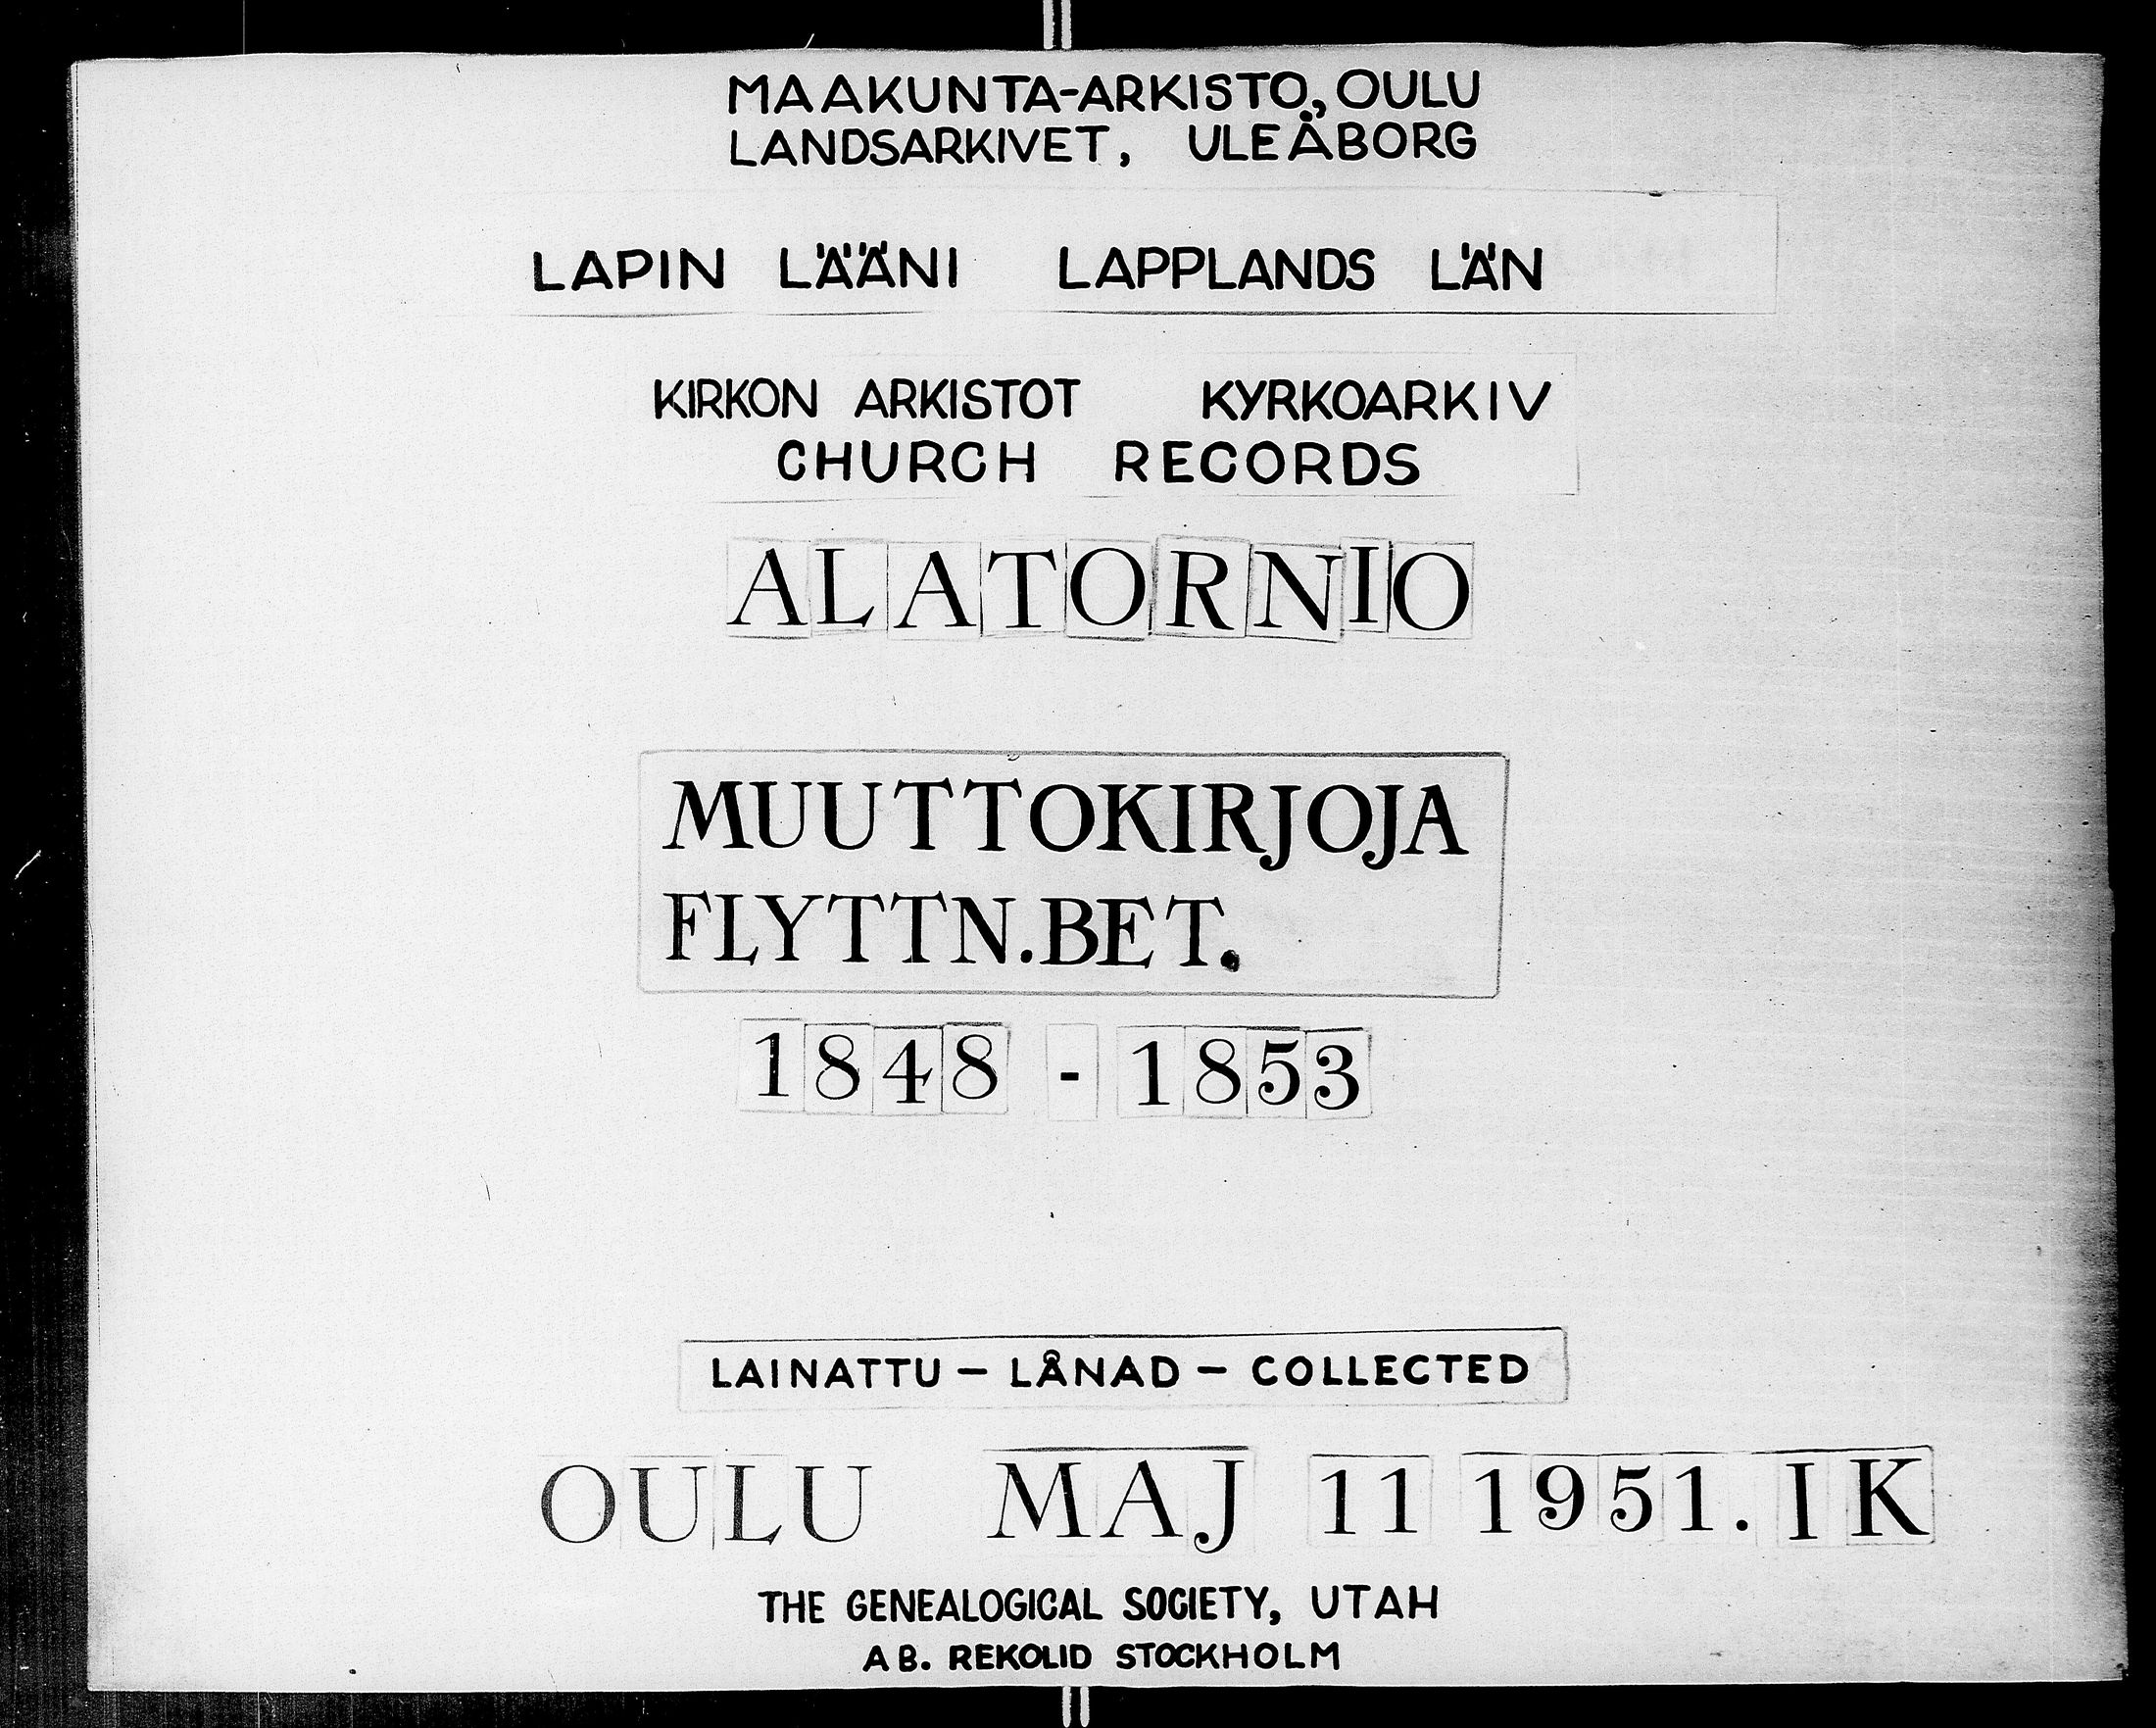 MAAKUNTA-ARKISTO, OULU
LANDSARKIVET, ULEÅBORG
LAPIN LÄÄNI LAPPLANDS LÄN
KIRKON ARKISTOT KYRKOARKIV
CHURCH RECORDS
ALATORNIO
MUUTTOKIRJOJA
FLYTTN.BET.
1848 - 1853
LAINATTU - LÅNAD - COLLECTED
OULU MAJ 11 1951. IK
THE GENEALOGICAL SOCIETY, UTAH
AB. REKOLID STOCKHOLM